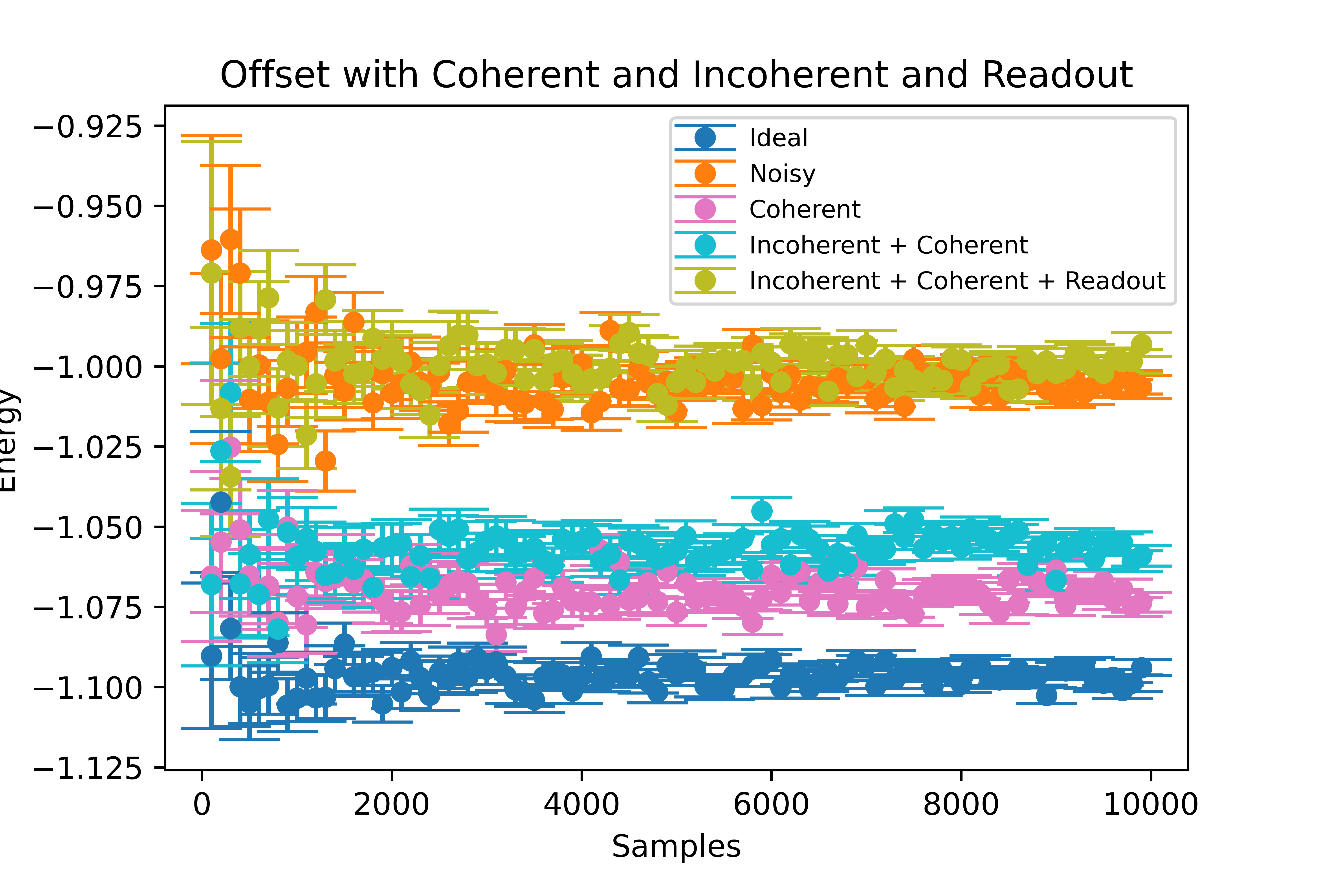 Offset with Coherent and Incoherent and Readout
−0.925
−0.950
−0.975
−1.000
−1.025
−1.050
−1.075
−1.100
−1.125
Energy
Ideal
Noisy
Coherent
Incoherent + Coherent
Incoherent + Coherent + Readout
0 2000 4000 6000 8000 10000
Samples